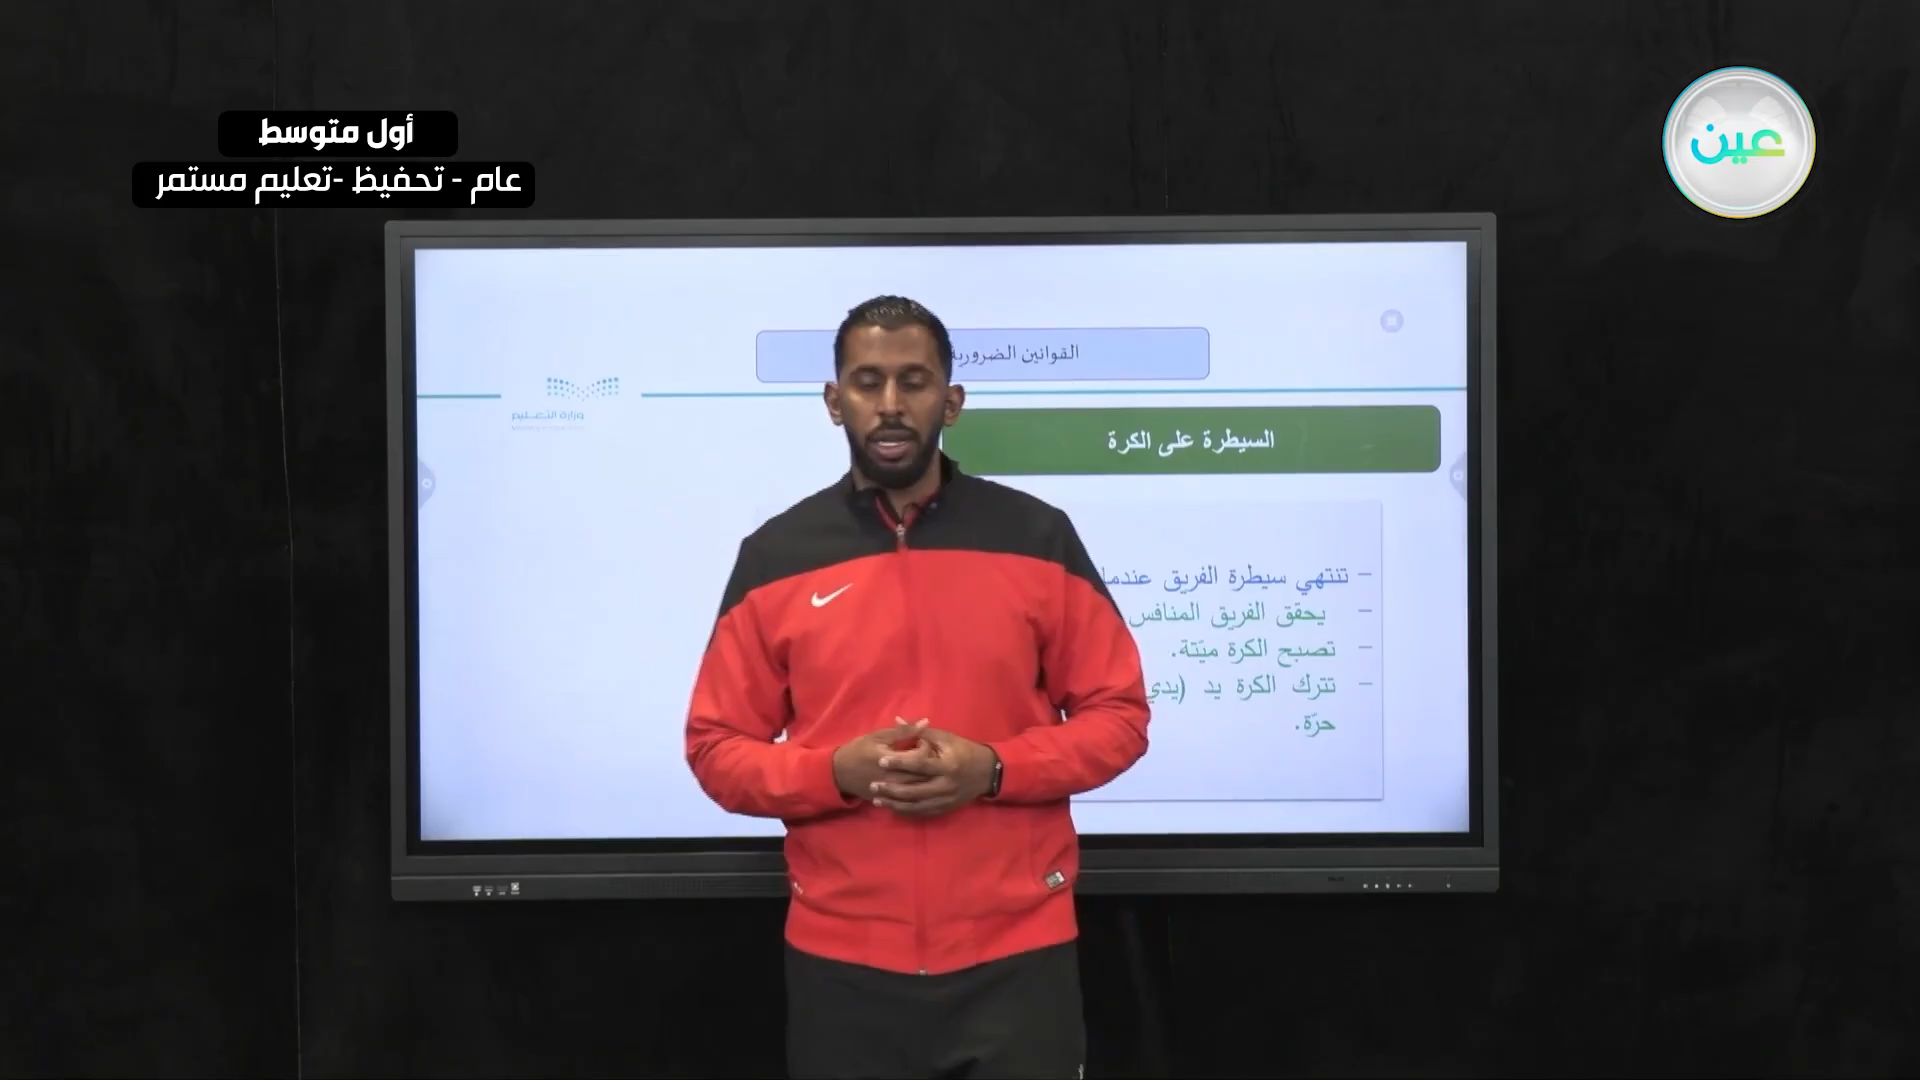 أول متوسط
عام - تحفيظ -تعليم مستمر
عين
القوانين الضرورية
وزارة التعليم
السيطرة على الكرة
– تنتهي سيطرة الفريق عندما
– يحقق الفريق المنافس
– تصبح الكرة ميّتة.
– تترك الكرة يد (يدي
حرّة.